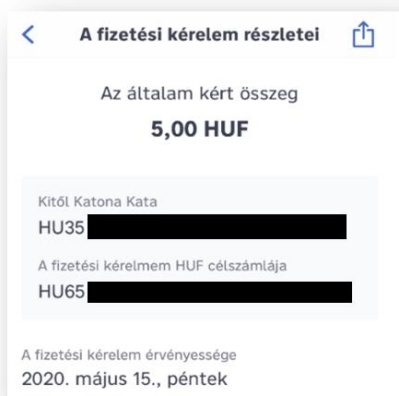 A fizetési kérelem részletei
Az általam kért összeg
5,00 HUF
Kitől Katona Kata
HU35
A fizetési kérelmem HUF célszámlája
HU65
A fizetési kérelem érvényessége
2020. május 15., péntek